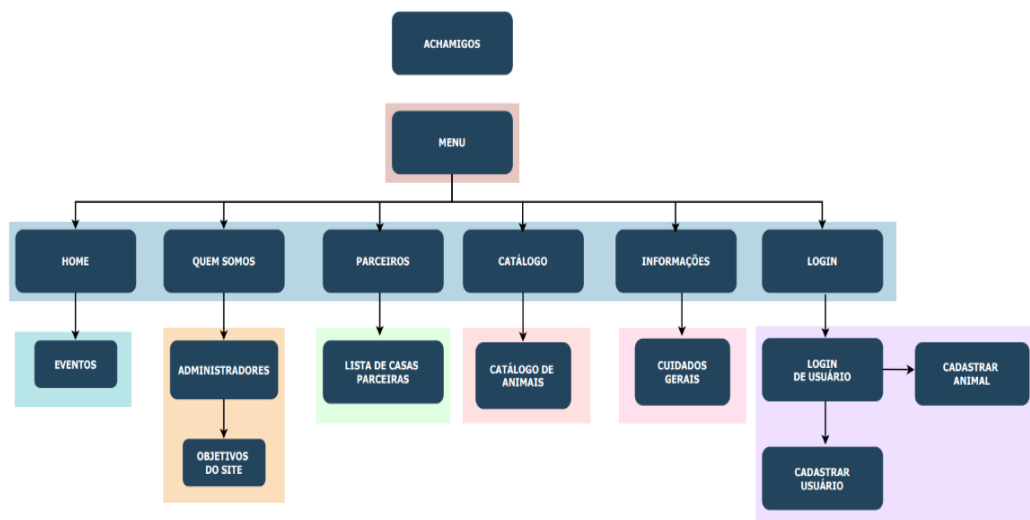 ACHAMIGOS
MENU
HOME
QUEM SOMOS
PARCEIROS
CATÁLOGO
INFORMAÇÕES
LOGIN
EVENTOS
ADMINISTRADORES
LISTA DE CASAS
PARCEIRAS
CATÁLOGO DE
ANIMAIS
CUIDADOS
GERAIS
LOGIN
DE USUÁRIO
CADASTRAR
ANIMAL
OBJETIVOS
DO SITE
CADASTRAR
USUÁRIO